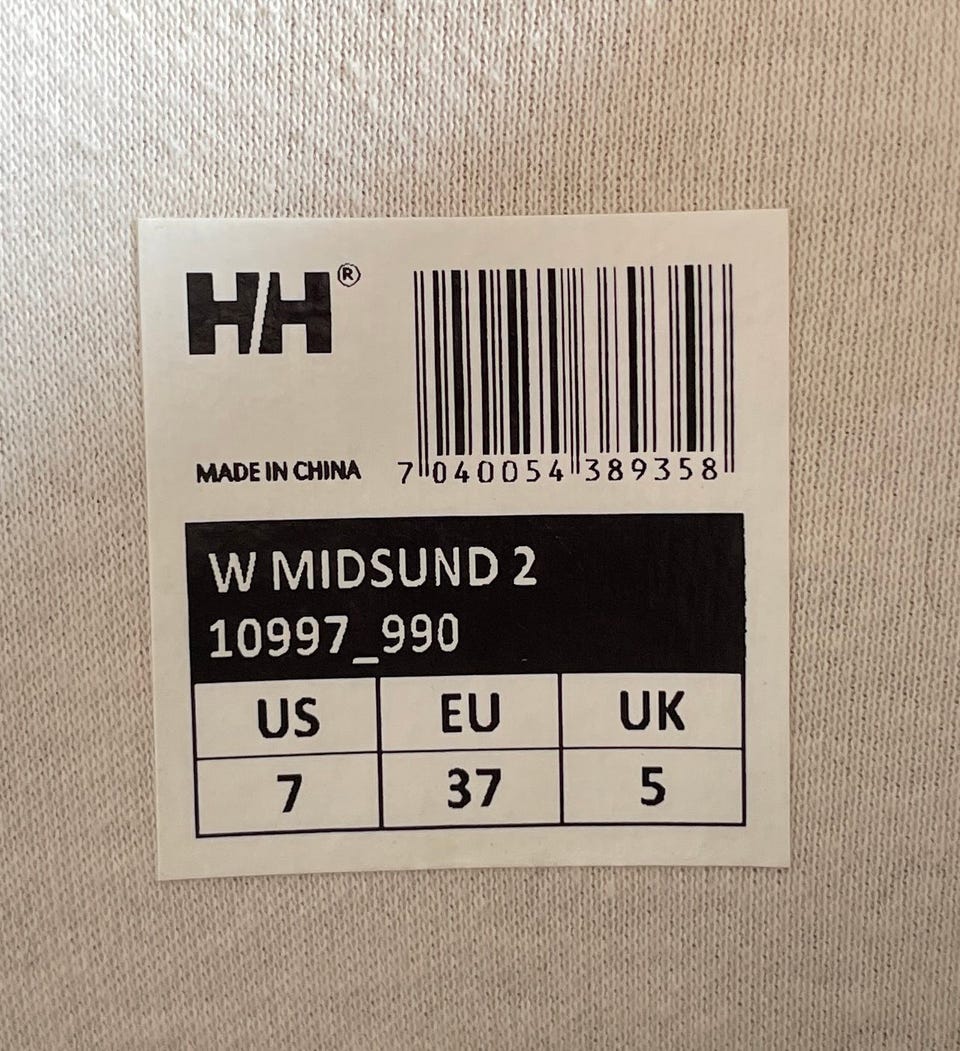 H/H®
MADE IN CHINA
7 040054 389358
W MIDSUND 2
10997_990
US EU UK
7 37 5